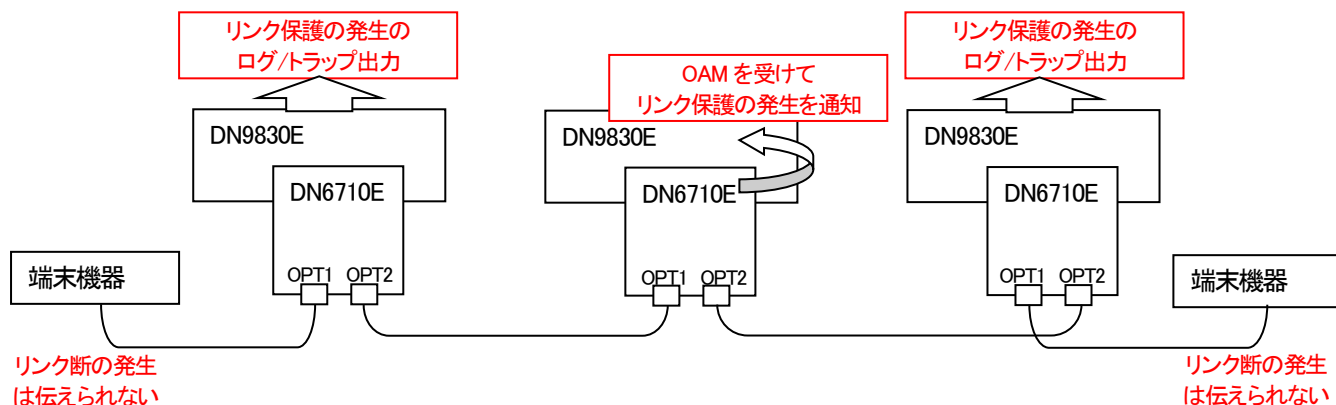 リンク保護の発生の
ログ/トラップ出力
OAM を受けて
リンク保護の発生を通知
リンク保護の発生の
ログ/トラップ出力
DN9830E
DN9830E
DN9830E
DN6710E
DN6710E
DN6710E
端末機器
OPT1 OPT2
OPT1 OPT2
OPT1 OPT2
端末機器
リンク断の発生
は伝えられない
リンク断の発生
は伝えられない